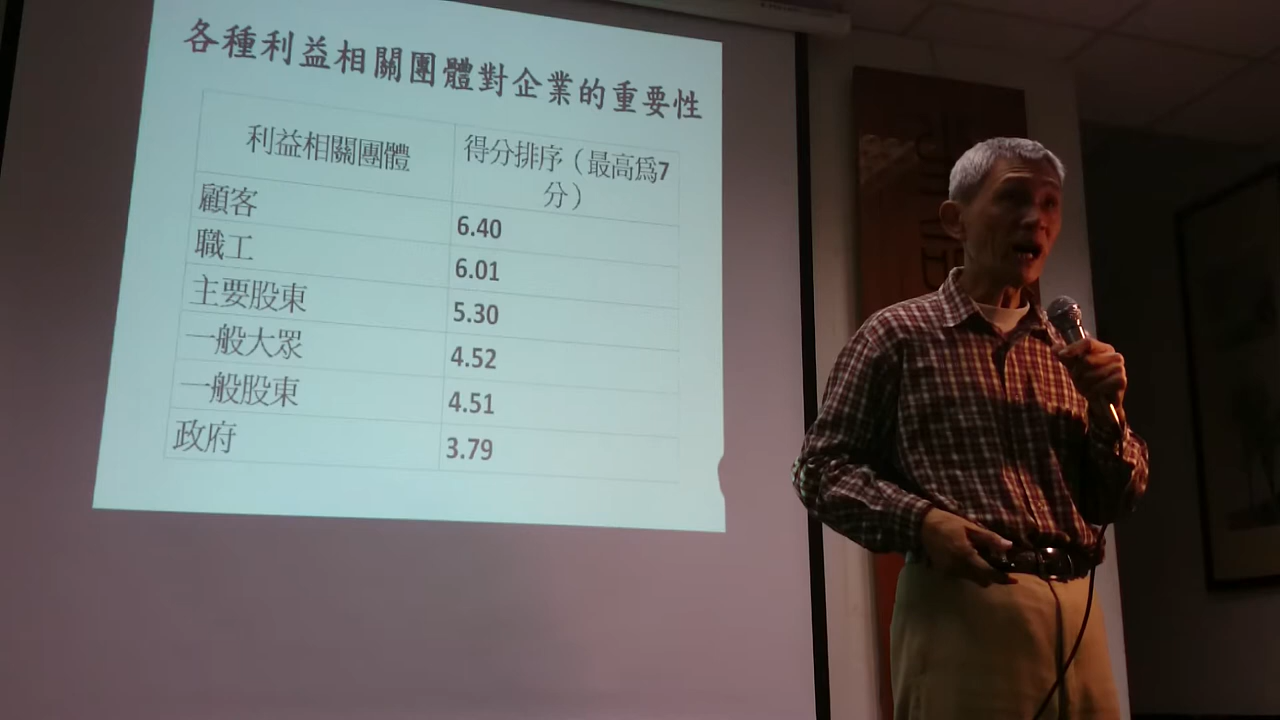 各種利益相關團體對企業的重要性
利益相關團體
得分排序（最高爲7
分）
顧客
6.40
職工
6.01
主要股東
5.30
一般大眾
4.52
一般股東
4.51
政府
3.79